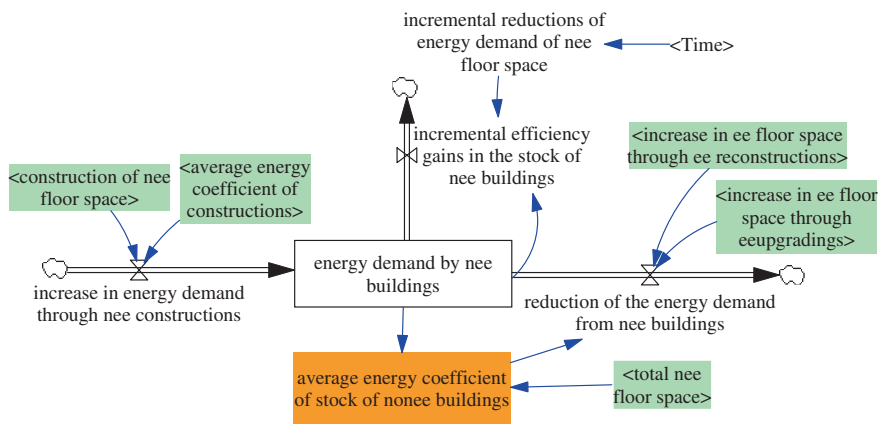 incremental reductions of
energy demand of nee
floor space
<Time>
incremental efficiency
gains in the stock of
nee buildings
<increase in ee floor space
through ee reconstructions>
<construction of nee
floor space>
<average energy
coefficient of
constructions>
<increase in ee floor
space through
eeupgradings>
energy demand by nee
buildings
increase in energy demand
through nee constructions
reduction of the energy demand
from nee buildings
average energy coefficient
of stock of nonee buildings
<total nee
floor space>